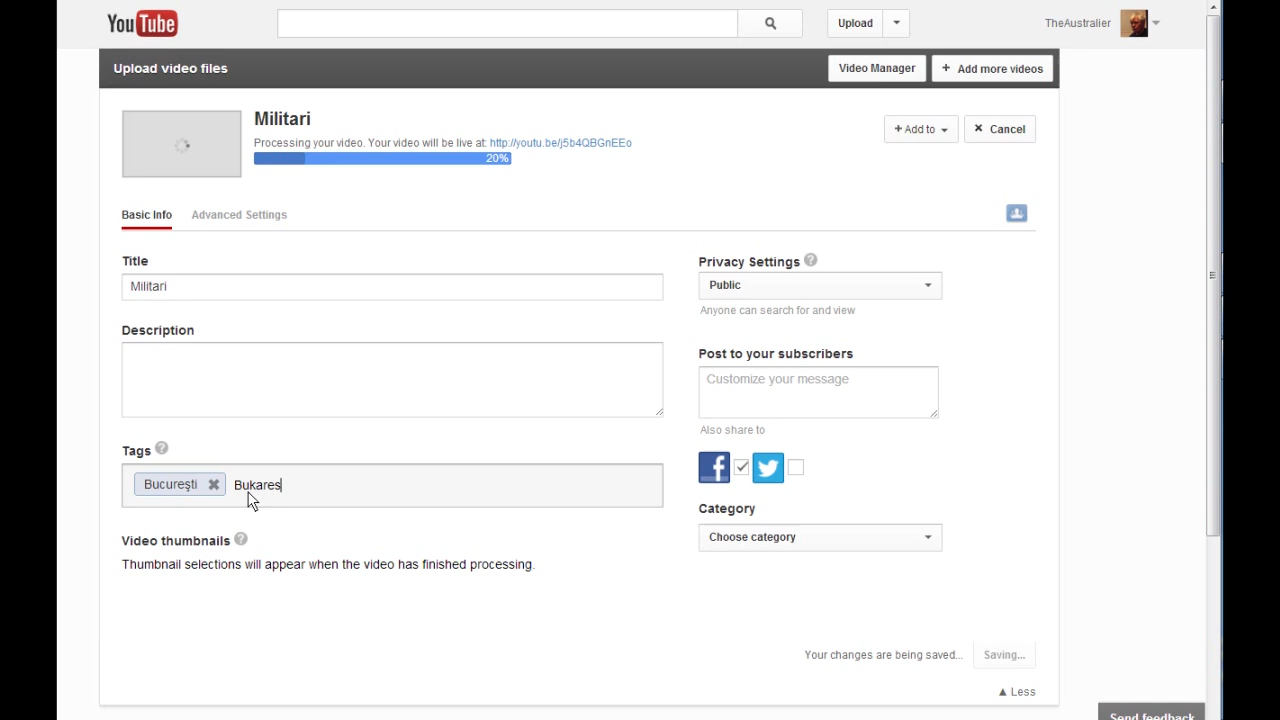 YouTube
Upload
TheAustralier
Upload video files
Video Manager
+ Add more videos
Militari
Processing your video. Your video will be live at: http://youtu.be/j5b4QBGnEEo
20%
+ Add to
× Cancel
Basic Info
Advanced Settings
Title
Militari
Description
Tags ?
Bucureşti ×
Bukares
Video thumbnails ?
Thumbnail selections will appear when the video has finished processing.
Privacy Settings ?
Public
Anyone can search for and view
Post to your subscribers
Customize your message
Also share to
Category
Choose category
Your changes are being saved...
Saving...
▲ Less
Send feedback